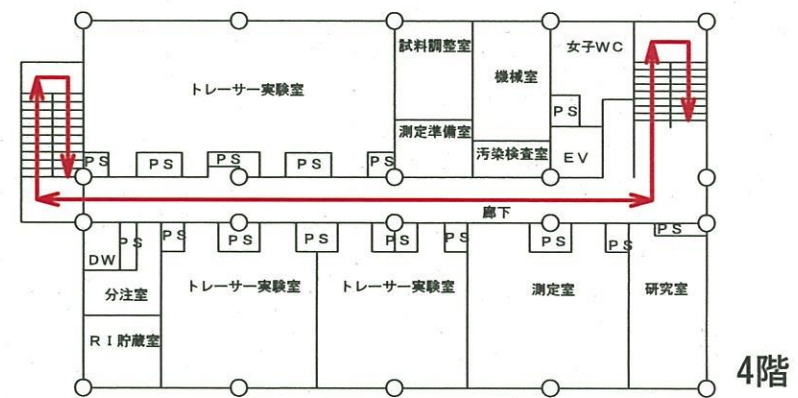 試料調整室
女子WC
機械室
トレーサー実験室
PS
測定準備室
汚染検査室
EV
PS
PS
PS
PS
PS
廊下
PS
PS
PS
PS
PS
PS
PS
PS
PS
DW
分注室
トレーサー実験室
トレーサー実験室
測定室
研究室
RI貯蔵室
4階